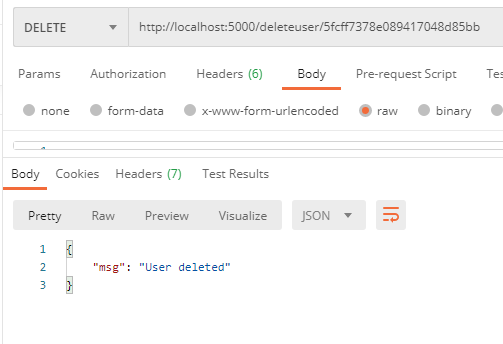 DELETE http://localhost:5000/deleteuser/5fcff7378e089417048d85bb
Params Authorization Headers (6) Body Pre-request Script Tes
none form-data x-www-form-urlencoded raw binary
Body Cookies Headers (7) Test Results
Pretty Raw Preview Visualize JSON
1 {
2 "msg": "User deleted"
3 }